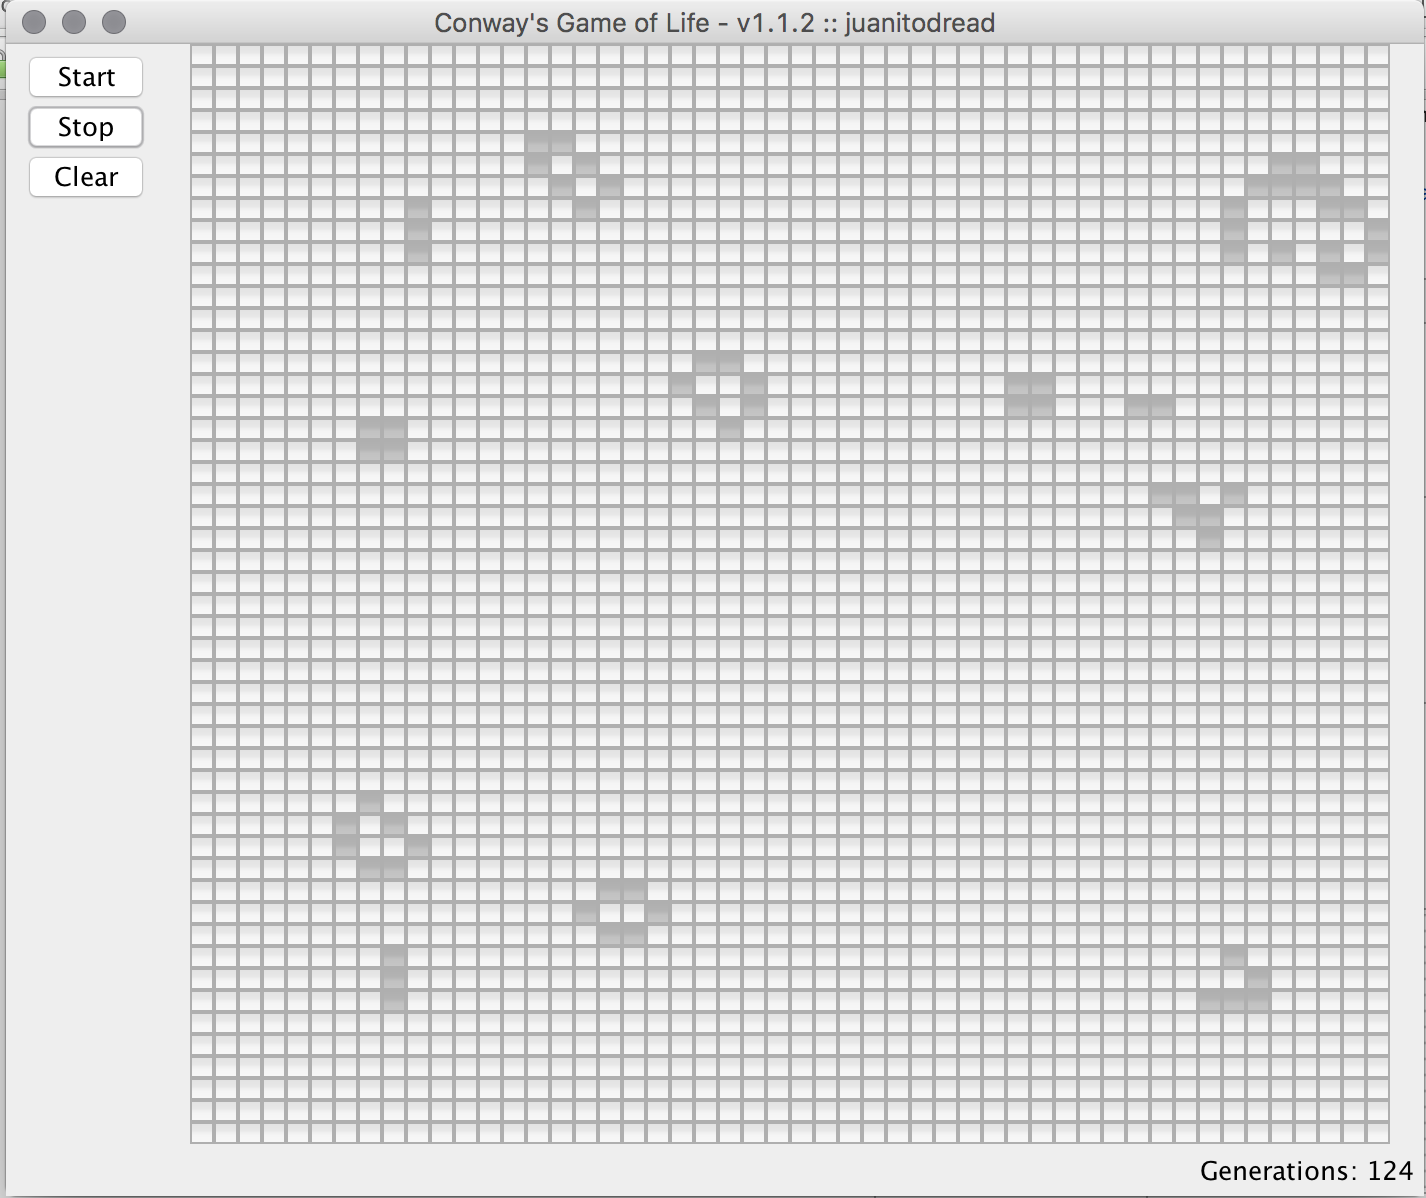 Conway's Game of Life - v1.1.2 :: juanitodread
Start
Stop
Clear
Generations: 124